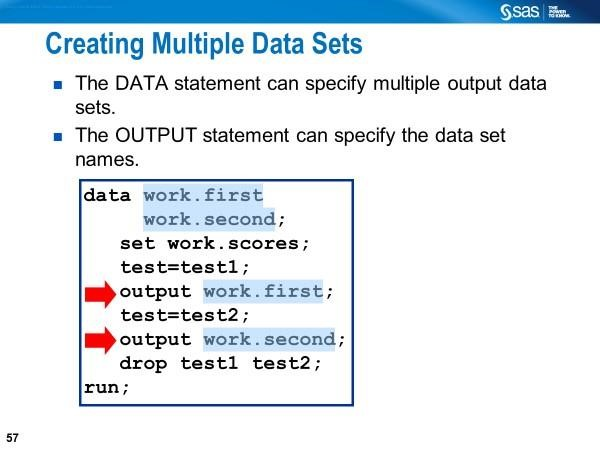 sas
THE
POWER
TO KNOW.
Creating Multiple Data Sets
The DATA statement can specify multiple output data
sets.
The OUTPUT statement can specify the data set
names.
data work.first
work.second;
set work.scores;
test=test1;
output work.first;
test=test2;
output work.second;
drop test1 test2;
run;
57